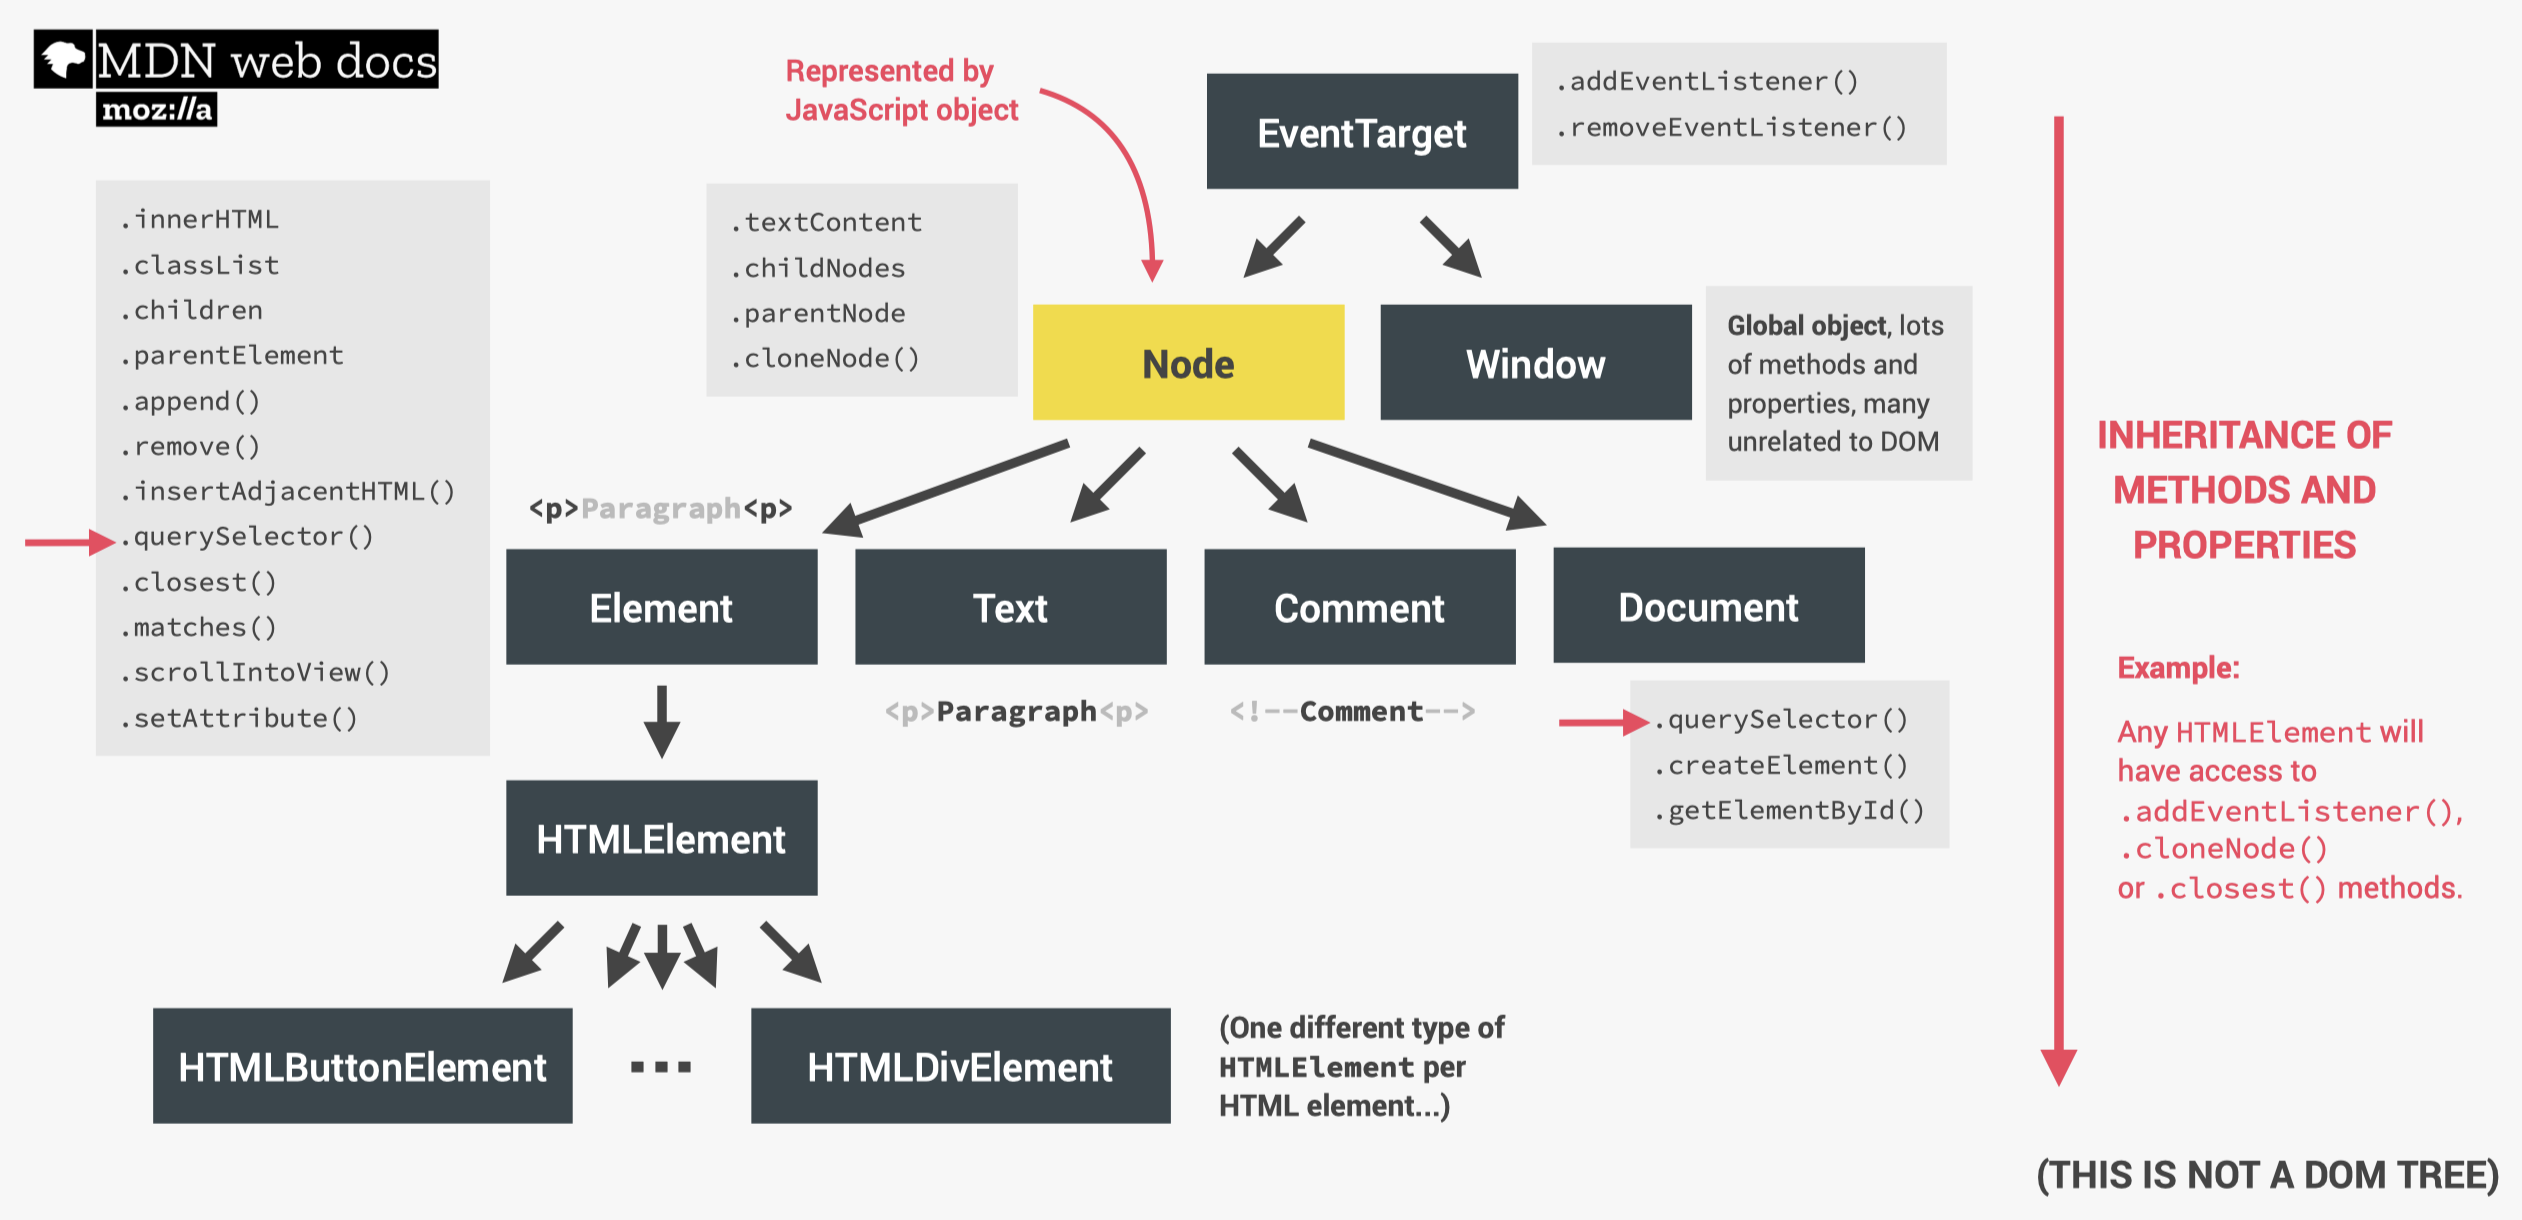 MDN web docs
moz://a
Represented by
JavaScript object
EventTarget
.addEventListener()
.removeEventListener()
.innerHTML
.classList
.children
.parentElement
.append()
.remove()
.insertAdjacentHTML()
.querySelector()
.closest()
.matches()
.scrollIntoView()
.setAttribute()
.textContent
.childNodes
.parentNode
.cloneNode()
Node
Window
Global object, lots
of methods and
properties, many
unrelated to DOM
<p>Paragraph<p>
Element
Text
Comment
Document
<p>Paragraph<p>
<!--Comment-->
.querySelector()
.createElement()
.getElementById()
HTMLElement
HTMLButtonElement
...
HTMLDivElement
(One different type of
HTMLElement per
HTML element...)
INHERITANCE OF
METHODS AND
PROPERTIES
Example:
Any HTMLElement will
have access to
.addEventListener(),
.cloneNode()
or .closest() methods.
(THIS IS NOT A DOM TREE)